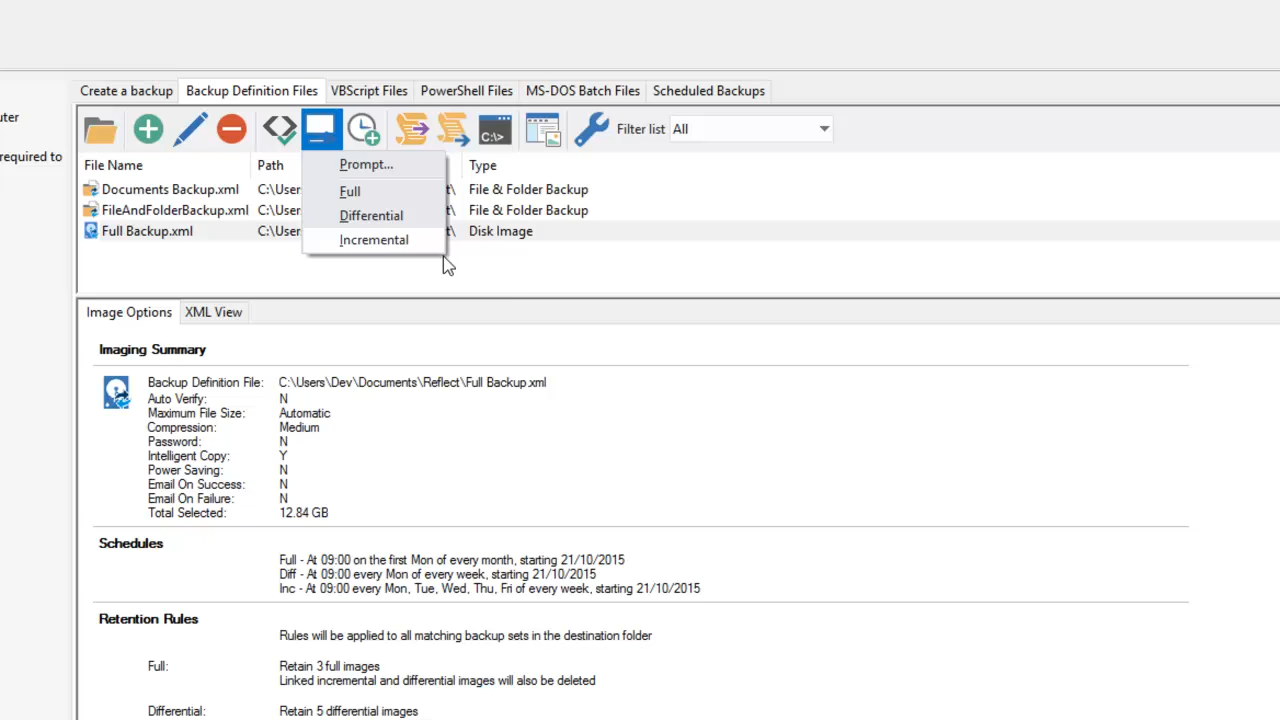 Create a backup Backup Definition Files VBScript Files PowerShell Files MS-DOS Batch Files Scheduled Backups
uter
required to
C:\>
Filter list All
File Name Path Type
Documents Backup.xml C:\User t\ File & Folder Backup
FileAndFolderBackup.xml C:\User t\ File & Folder Backup
Full Backup.xml C:\User t\ Disk Image
Prompt...
Full
Differential
Incremental
Image Options XML View
Imaging Summary
Backup Definition File: C:\Users\Dev\Documents\Reflect\Full Backup.xml
Auto Verify: N
Maximum File Size: Automatic
Compression: Medium
Password: N
Intelligent Copy: Y
Power Saving: N
Email On Success: N
Email On Failure: N
Total Selected: 12.84 GB
Schedules
Full - At 09:00 on the first Mon of every month, starting 21/10/2015
Diff - At 09:00 every Mon of every week, starting 21/10/2015
Inc - At 09:00 every Mon, Tue, Wed, Thu, Fri of every week, starting 21/10/2015
Retention Rules
Rules will be applied to all matching backup sets in the destination folder
Full: Retain 3 full images
Linked incremental and differential images will also be deleted
Differential: Retain 5 differential images